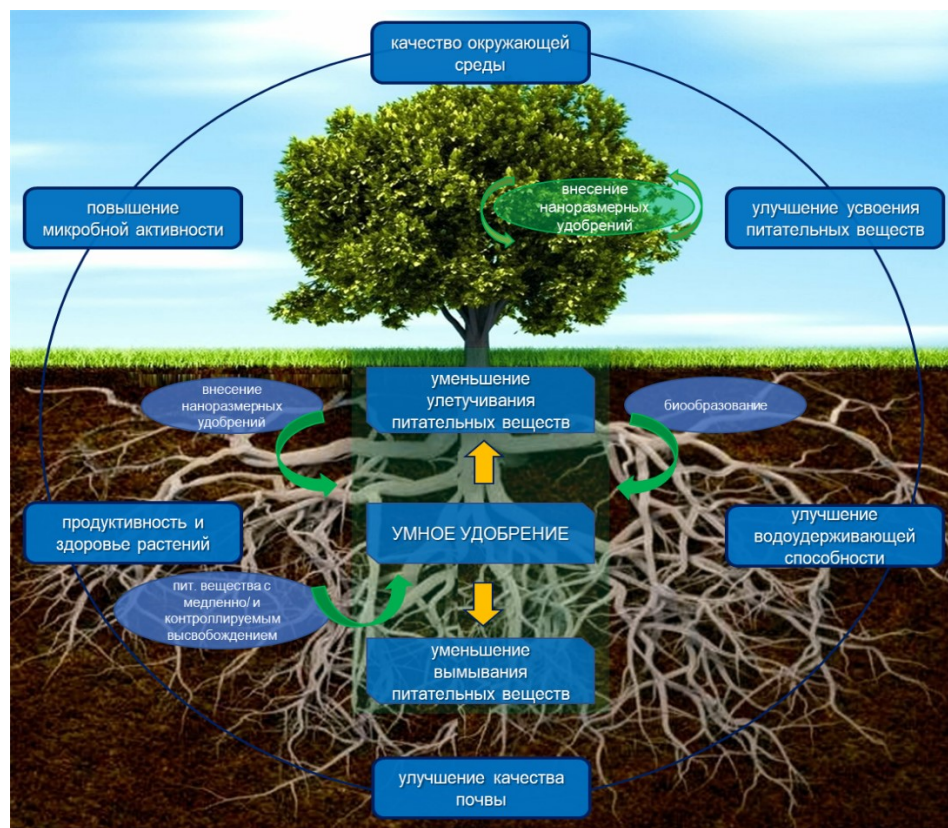 качество окружающей
среды
внесение
наноразмерных
удобрений
повышение
микробной активности
улучшение усвоения
питательных веществ
внесение
наноразмерных
удобрений
уменьшение
улетучивания
питательных веществ
биообразование
продуктивность и
здоровье растений
УМНОЕ УДОБРЕНИЕ
улучшение
водоудерживающей
способности
пит. вещества с
медленно/ и
контроллируемым
высвобождением
уменьшение
вымывания
питательных веществ
улучшение качества
почвы